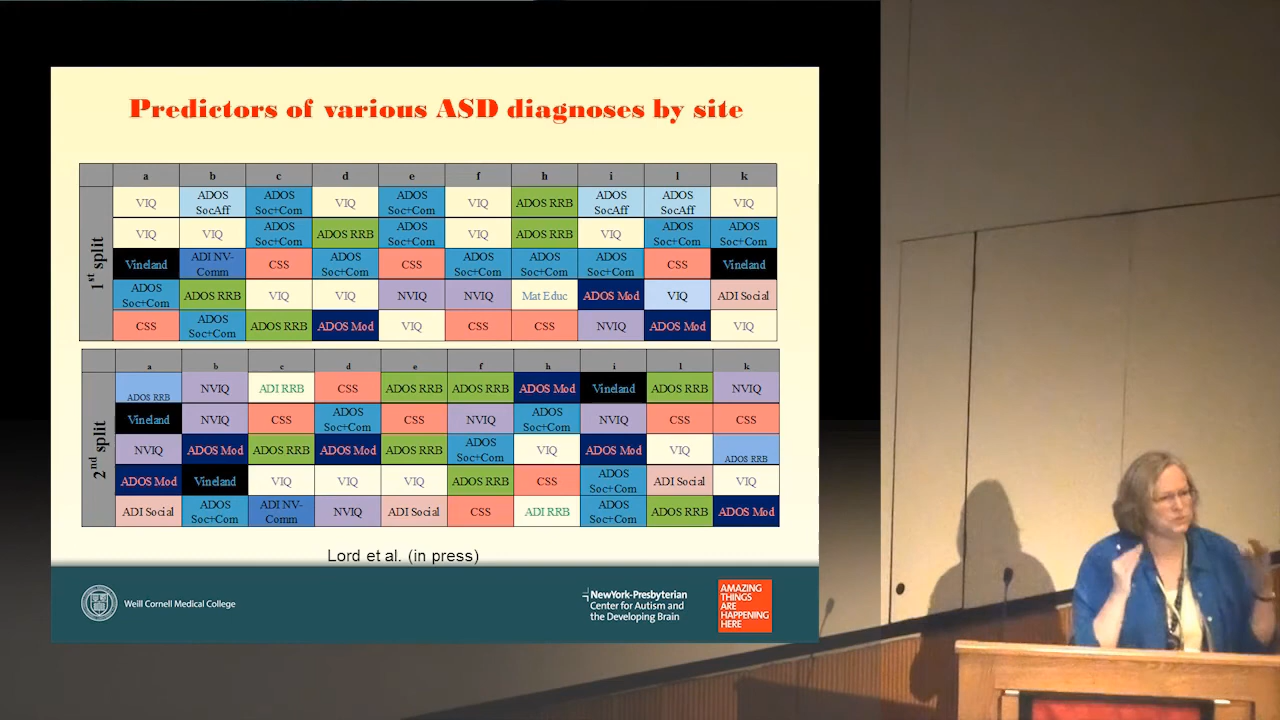 Predictors of various ASD diagnoses by site
a b c d e f h i l k
1st split
VIQ ADOS SocAff ADOS Soc+Com VIQ ADOS Soc+Com VIQ ADOS RRB ADOS SocAff ADOS SocAff VIQ
VIQ VIQ ADOS Soc+Com ADOS RRB ADOS Soc+Com VIQ ADOS RRB VIQ ADOS Soc+Com ADOS Soc+Com
Vineland ADI NV-Comm CSS ADOS Soc+Com CSS ADOS Soc+Com ADOS Soc+Com ADOS Soc+Com CSS Vineland
ADOS Soc+Com ADOS RRB VIQ VIQ NVIQ NVIQ Mat Educ ADOS Mod VIQ ADI Social
CSS ADOS Soc+Com ADOS RRB ADOS Mod VIQ CSS CSS NVIQ ADOS Mod VIQ
a b c d e f h i l k
2nd split
ADOS RRB NVIQ ADI RRB CSS ADOS RRB ADOS RRB ADOS Mod Vineland ADOS RRB NVIQ
Vineland NVIQ CSS ADOS Soc+Com CSS NVIQ ADOS Soc+Com NVIQ CSS CSS
NVIQ ADOS Mod ADOS RRB ADOS Mod ADOS RRB ADOS Soc+Com VIQ ADOS Mod VIQ ADOS RRB
ADOS Mod Vineland VIQ VIQ VIQ ADOS RRB CSS ADOS Soc+Com ADI Social VIQ
ADI Social ADOS Soc+Com ADI NV-Comm NVIQ ADI Social CSS ADI RRB ADOS Soc+Com ADOS RRB ADOS Mod
Lord et al. (in press)
Weill Cornell Medical College
NewYork-Presbyterian
Center for Autism and
the Developing Brain
AMAZING
THINGS
ARE
HAPPENING
HERE